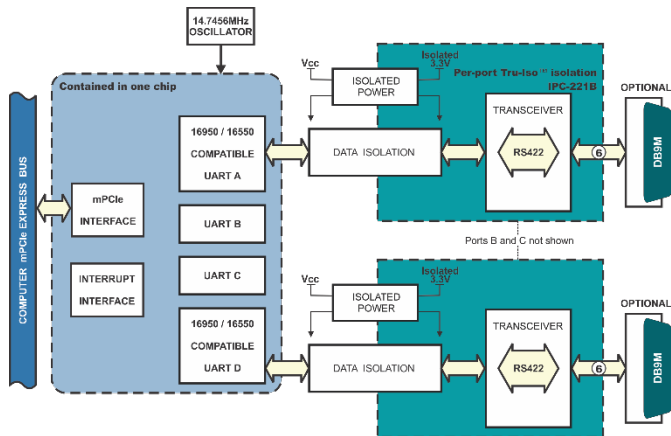 14.7456MHz
OSCILLATOR
Contained in one chip
COMPUTER mPCIe EXPRESS BUS
mPCIe
INTERFACE
INTERRUPT
INTERFACE
16950 / 16550
COMPATIBLE
UART A
UART B
UART C
16950 / 16550
COMPATIBLE
UART D
Vcc
Isolated
3.3V
ISOLATED
POWER
DATA ISOLATION
Per-port Tru-Iso™ isolation
IPC-221B
TRANSCEIVER
RS422
6
OPTIONAL
DB9M
Ports B and C not shown
Vcc
Isolated
3.3V
ISOLATED
POWER
DATA ISOLATION
TRANSCEIVER
RS422
6
OPTIONAL
DB9M